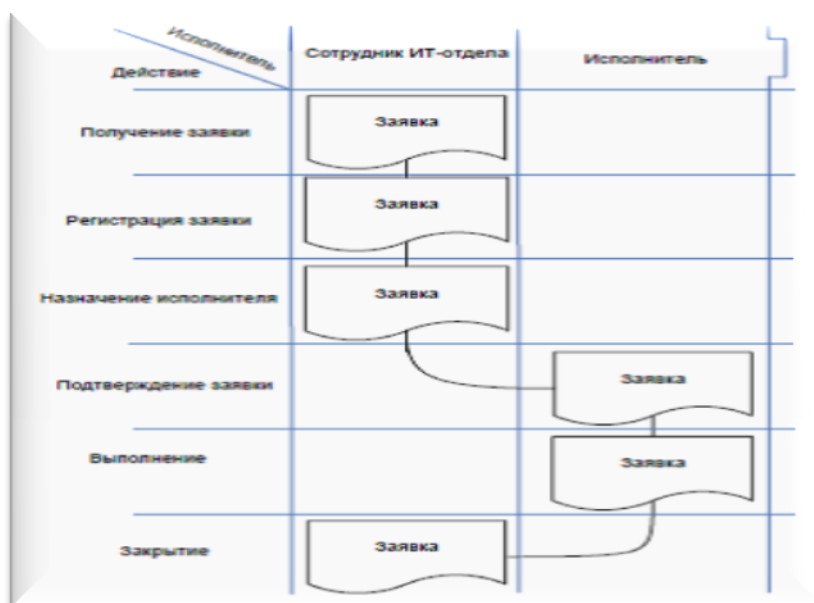 Исполнитель
Действие
Сотрудник ИТ-отдела
Исполнитель
Получение заявки
Заявка
Регистрация заявки
Заявка
Назначение исполнителя
Заявка
Подтверждение заявки
Заявка
Выполнение
Заявка
Закрытие
Заявка